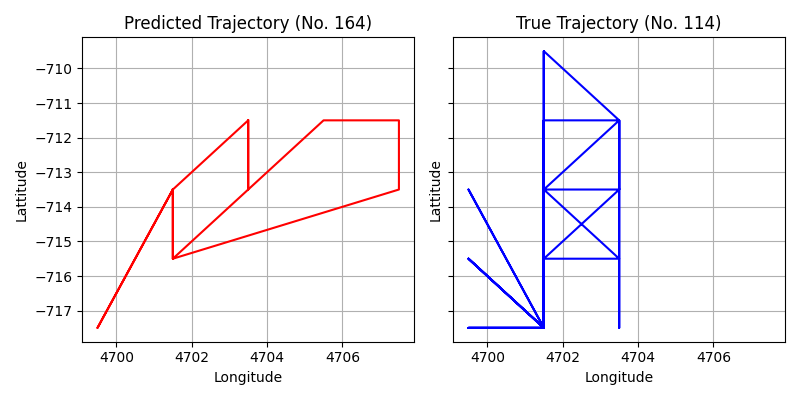 Predicted Trajectory (No. 164)
True Trajectory (No. 114)
Lattitude
−710
−711
−712
−713
−714
−715
−716
−717
4700
4702
4704
4706
Longitude
Lattitude
4700
4702
4704
4706
Longitude